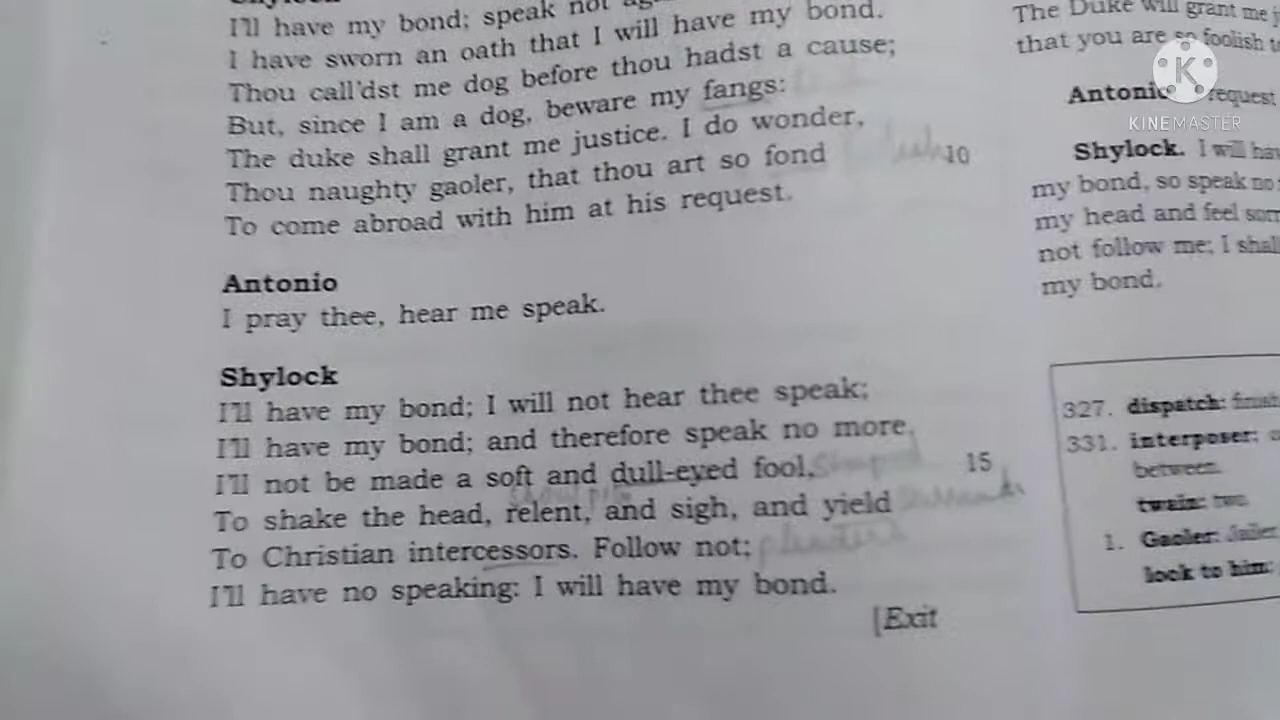 I'll have my bond; speak not
I have sworn an oath that I will have my bond.
Thou call'dst me dog before thou hadst a cause;
But, since I am a dog, beware my fangs:
The duke shall grant me justice. I do wonder,
Thou naughty gaoler, that thou art so fond 10
To come abroad with him at his request.
Antonio
I pray thee, hear me speak.
Shylock
I'll have my bond; I will not hear thee speak;
I'll have my bond; and therefore speak no more.
I'll not be made a soft and dull-eyed fool, 15
To shake the head, relent, and sigh, and yield
To Christian intercessors. Follow not;
I'll have no speaking: I will have my bond.
[Exit
The Duke will grant me
that you are so foolish
Antonio request
Shylock. I will
my bond, so speak
my head and feel
not follow me; I
my bond.
327. dispatch:
331. interposer:
between.
twain: two
1. Gaoler:
look to him:
KINEMASTER